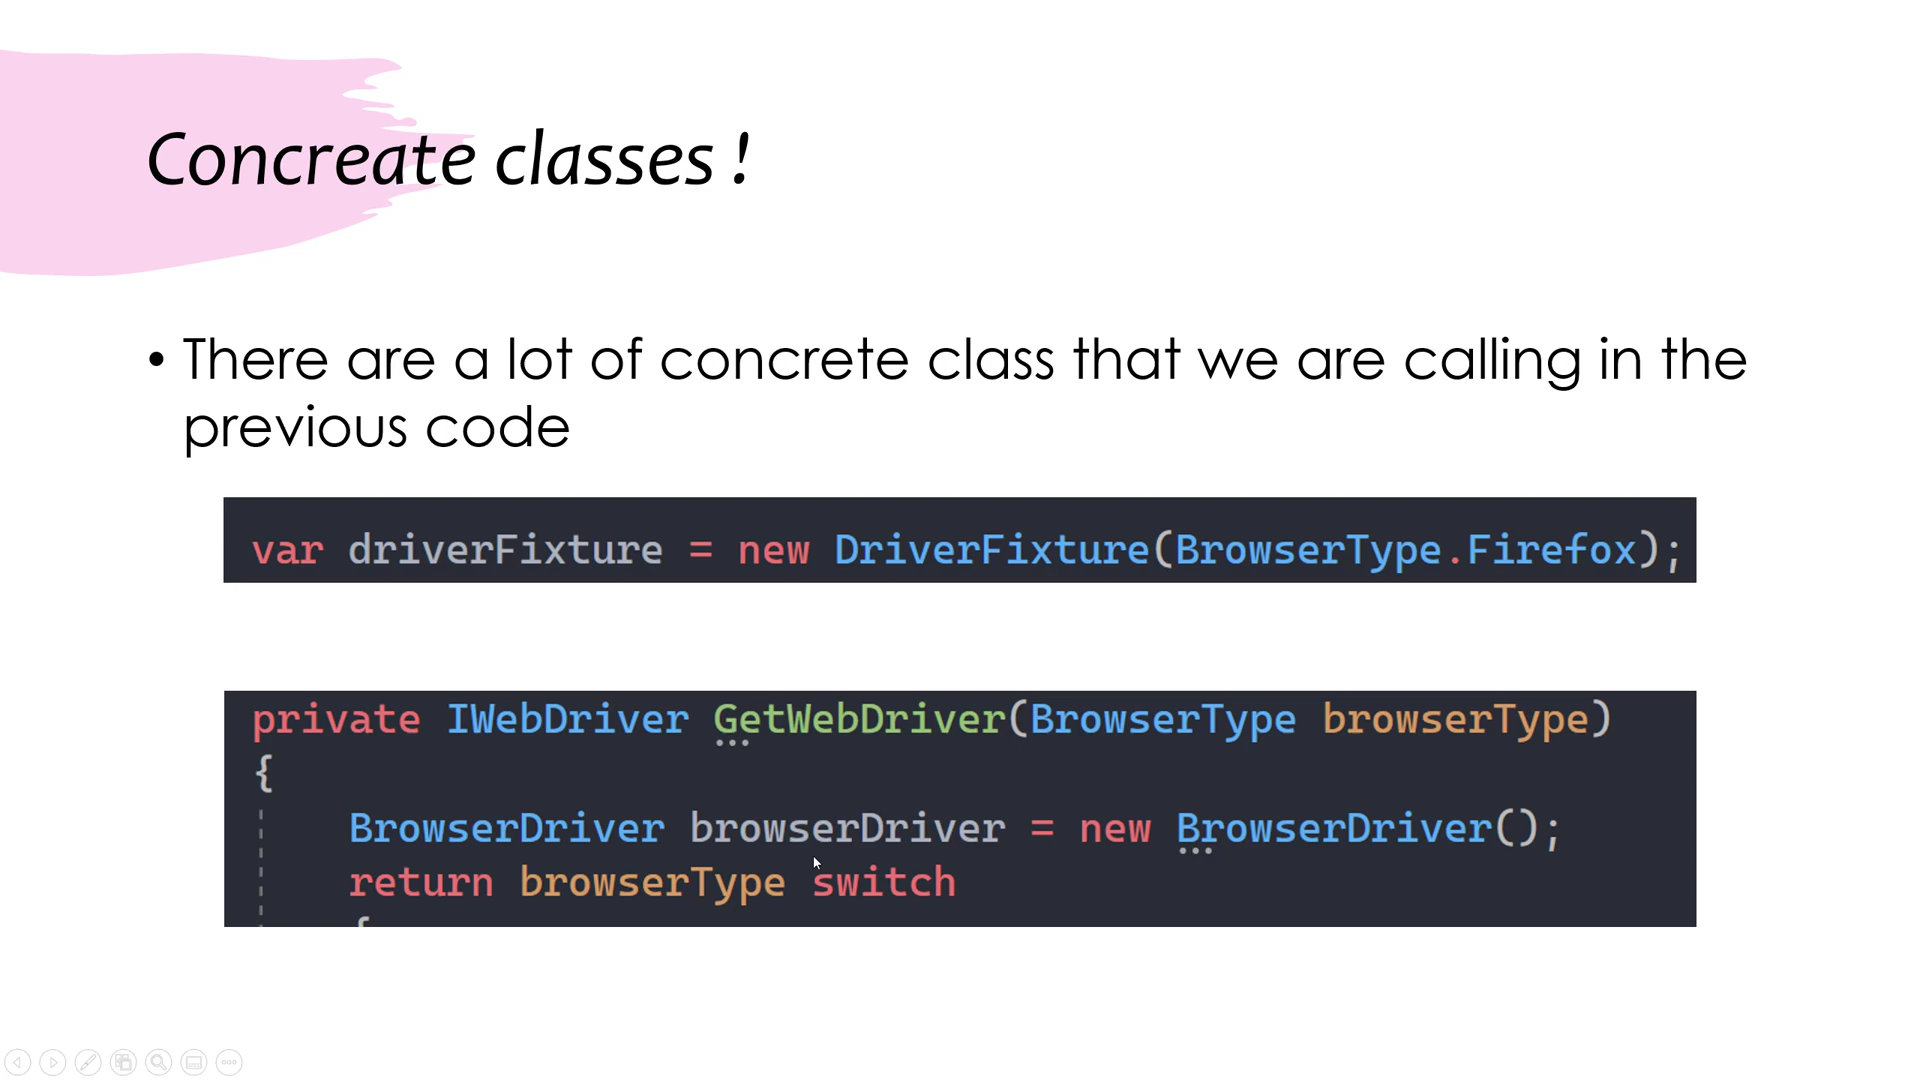 Concreate classes !
• There are a lot of concrete class that we are calling in the
previous code
var driverFixture = new DriverFixture(BrowserType.Firefox);
private IWebDriver GetWebDriver(BrowserType browserType)
{
BrowserDriver browserDriver = new BrowserDriver();
return browserType switch
{